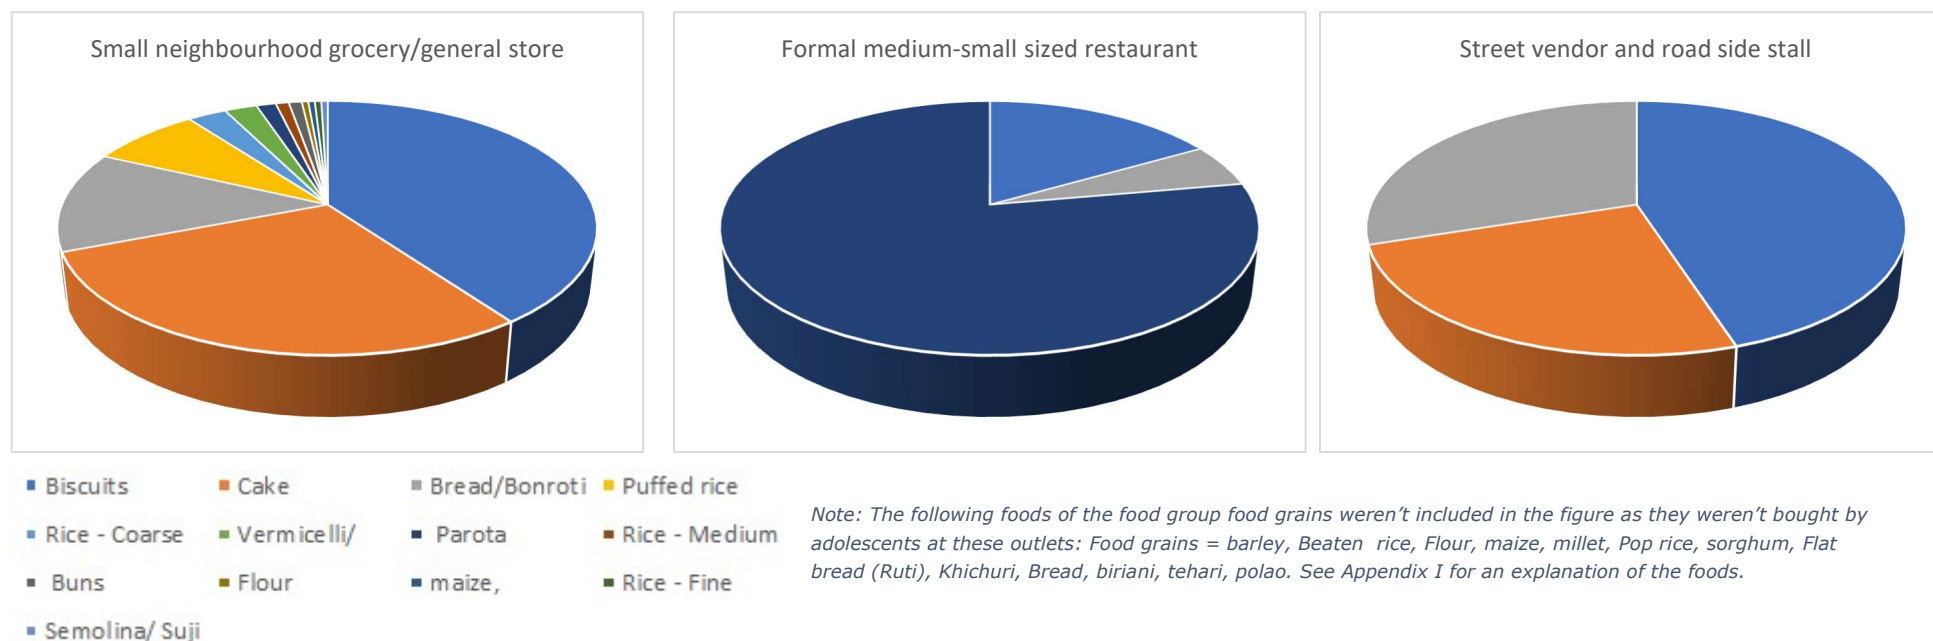 Small neighbourhood grocery/general store
Formal medium-small sized restaurant
Street vendor and road side stall
Biscuits
Cake
Bread/Bonroti
Puffed rice
Rice - Coarse
Vermicelli/
Parota
Rice - Medium
Buns
Flour
maize,
Rice - Fine
Semolina/ Suji
Note: The following foods of the food group food grains weren’t included in the figure as they weren’t bought by
adolescents at these outlets: Food grains = barley, Beaten rice, Flour, maize, millet, Pop rice, sorghum, Flat
bread (Ruti), Khichuri, Bread, biriani, tehari, polao. See Appendix I for an explanation of the foods.